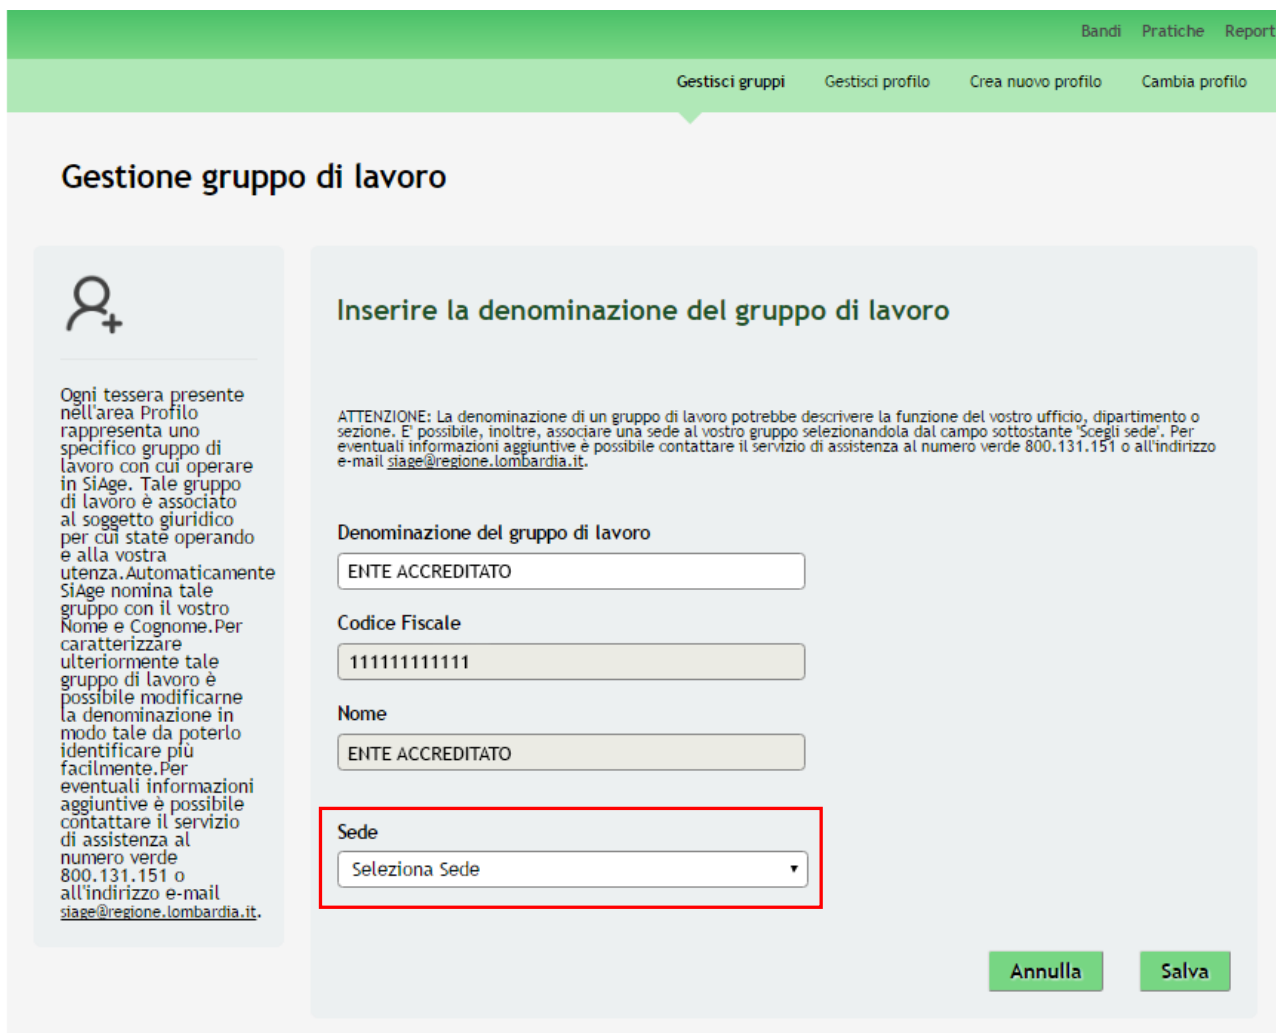 Bandi Pratiche Report
Gestisci gruppi Gestisci profilo Crea nuovo profilo Cambia profilo
Gestione gruppo di lavoro
Ogni tessera presente
nell'area Profilo
rappresenta uno
specifico gruppo di
lavoro con cui operare
in SiAge. Tale gruppo
di lavoro è associato
al soggetto giuridico
per cui state operando
e alla vostra
utenza.Automaticamente
SiAge nomina tale
gruppo con il vostro
Nome e Cognome.Per
caratterizzare
ulteriormente tale
gruppo di lavoro è
possibile modificarne
la denominazione in
modo tale da poterlo
identificare più
facilmente.Per
eventuali informazioni
aggiuntive è possibile
contattare il servizio
di assistenza al
numero verde
800.131.151 o
all'indirizzo e-mail
siage@regione.lombardia.it.
Inserire la denominazione del gruppo di lavoro
ATTENZIONE: La denominazione di un gruppo di lavoro potrebbe descrivere la funzione del vostro ufficio, dipartimento o
sezione. E' possibile, inoltre, associare una sede al vostro gruppo selezionandola dal campo sottostante 'Scegli sede'. Per
eventuali informazioni aggiuntive è possibile contattare il servizio di assistenza al numero verde 800.131.151 o all'indirizzo
e-mail siage@regione.lombardia.it.
Denominazione del gruppo di lavoro
ENTE ACCREDITATO
Codice Fiscale
111111111111
Nome
ENTE ACCREDITATO
Sede
Seleziona Sede
Annulla Salva